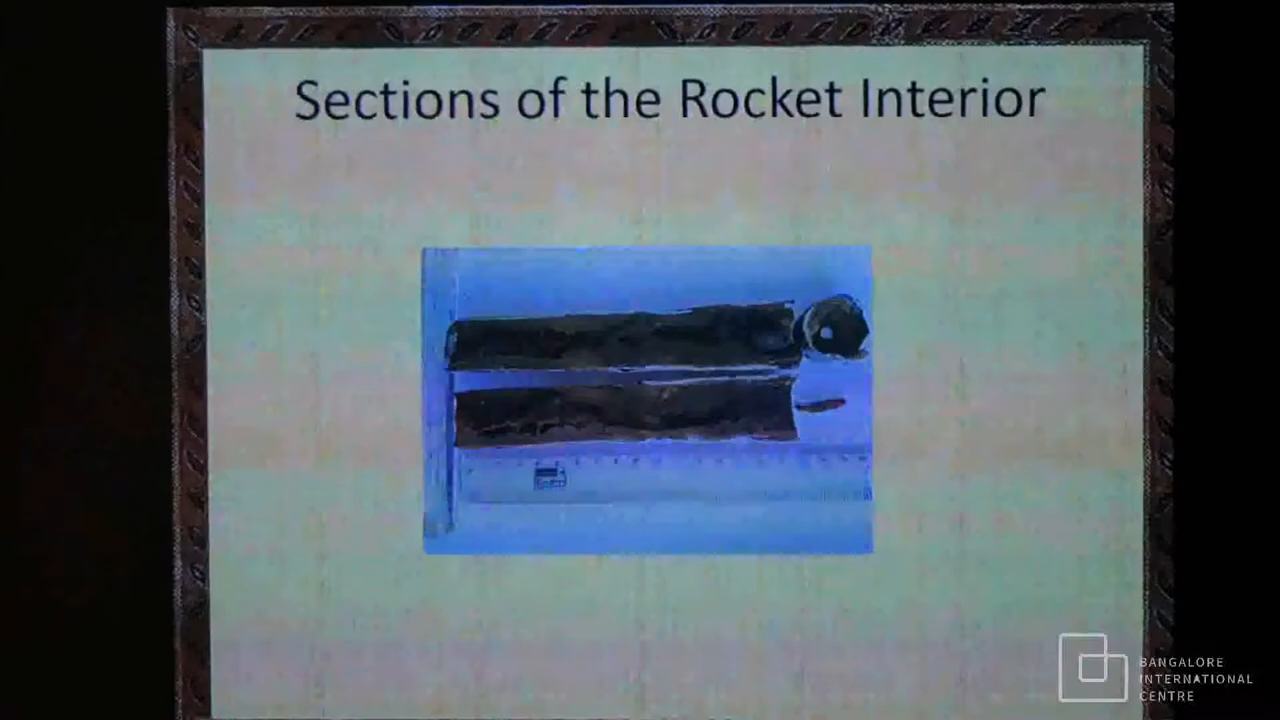 Sections of the Rocket Interior
BANGALORE
INTERNATIONAL
CENTRE